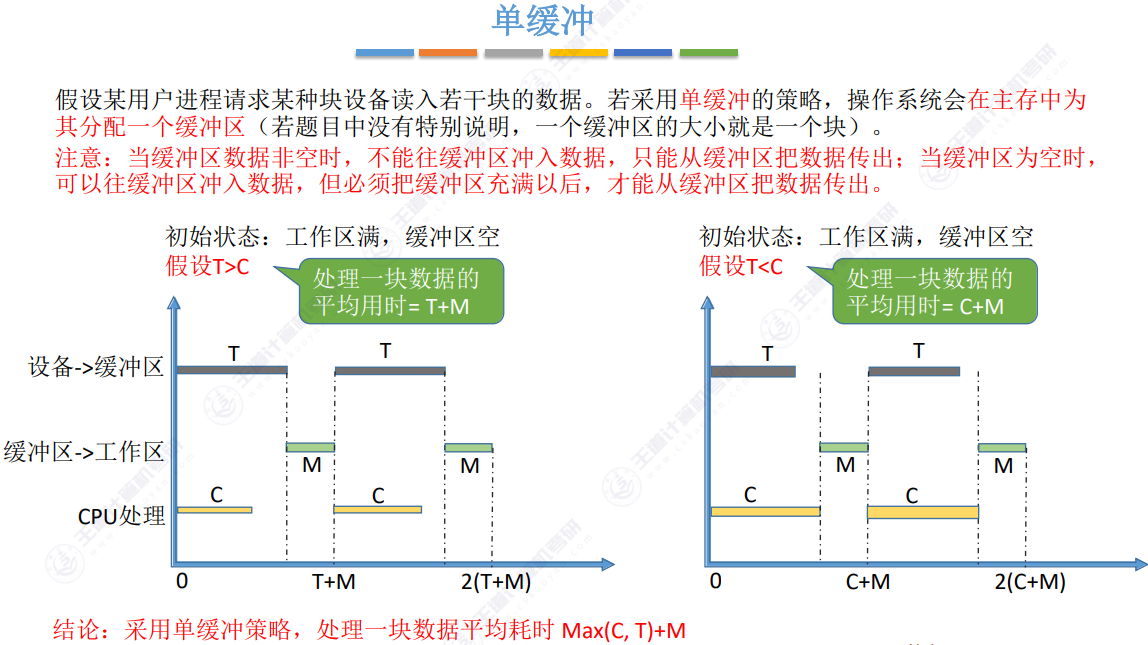 单缓冲
假设某用户进程请求某种块设备读入若干块的数据。若采用单缓冲的策略，操作系统会在主存中为
其分配一个缓冲区（若题目中没有特别说明，一个缓冲区的大小就是一个块）。
注意：当缓冲区数据非空时，不能往缓冲区冲入数据，只能从缓冲区把数据传出；当缓冲区为空时，
可以往缓冲区冲入数据，但必须把缓冲区充满以后，才能从缓冲区把数据传出。
初始状态：工作区满，缓冲区空
假设T>C
处理一块数据的
平均用时= T+M
设备->缓冲区
T
T
缓冲区->工作区
M
M
CPU处理
C
C
0
T+M
2(T+M)
初始状态：工作区满，缓冲区空
假设T<C
处理一块数据的
平均用时= C+M
T
T
M
M
C
C
0
C+M
2(C+M)
结论：采用单缓冲策略，处理一块数据平均耗时 Max(C, T)+M
王道计算机考研